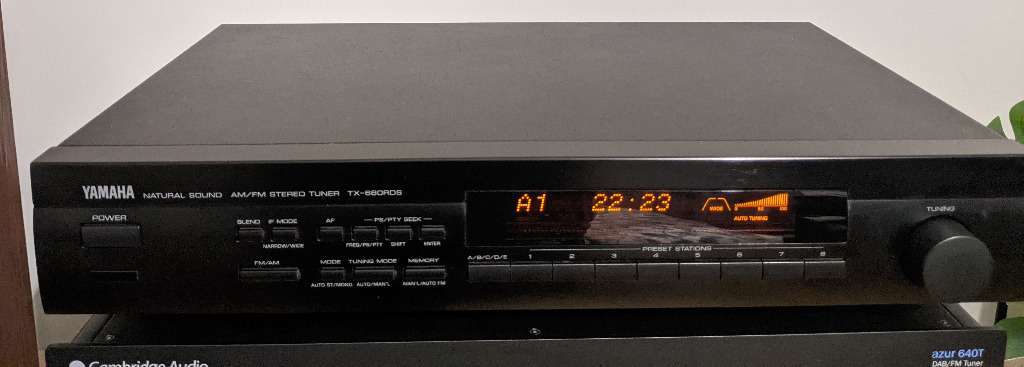 YAMAHA NATURAL SOUND AM/FM STEREO TUNER TX-680RDS
A1 22:23 WIDE
AUTO TUNING
POWER
BLEND IF MODE AF PS/PTY SEEK
NARROW/WIDE FREQ/PS/PTY SHIFT ENTER
FM/AM MODE TUNING MODE MEMORY
AUTO ST/MONO AUTO/MAN'L MAN'L/AUTO FM
PRESET STATIONS
A/B/C/D/E 1 2 3 4 5 6 7 8
TUNING
Cambridge Audio
azur 640T
DAB/FM Tuner